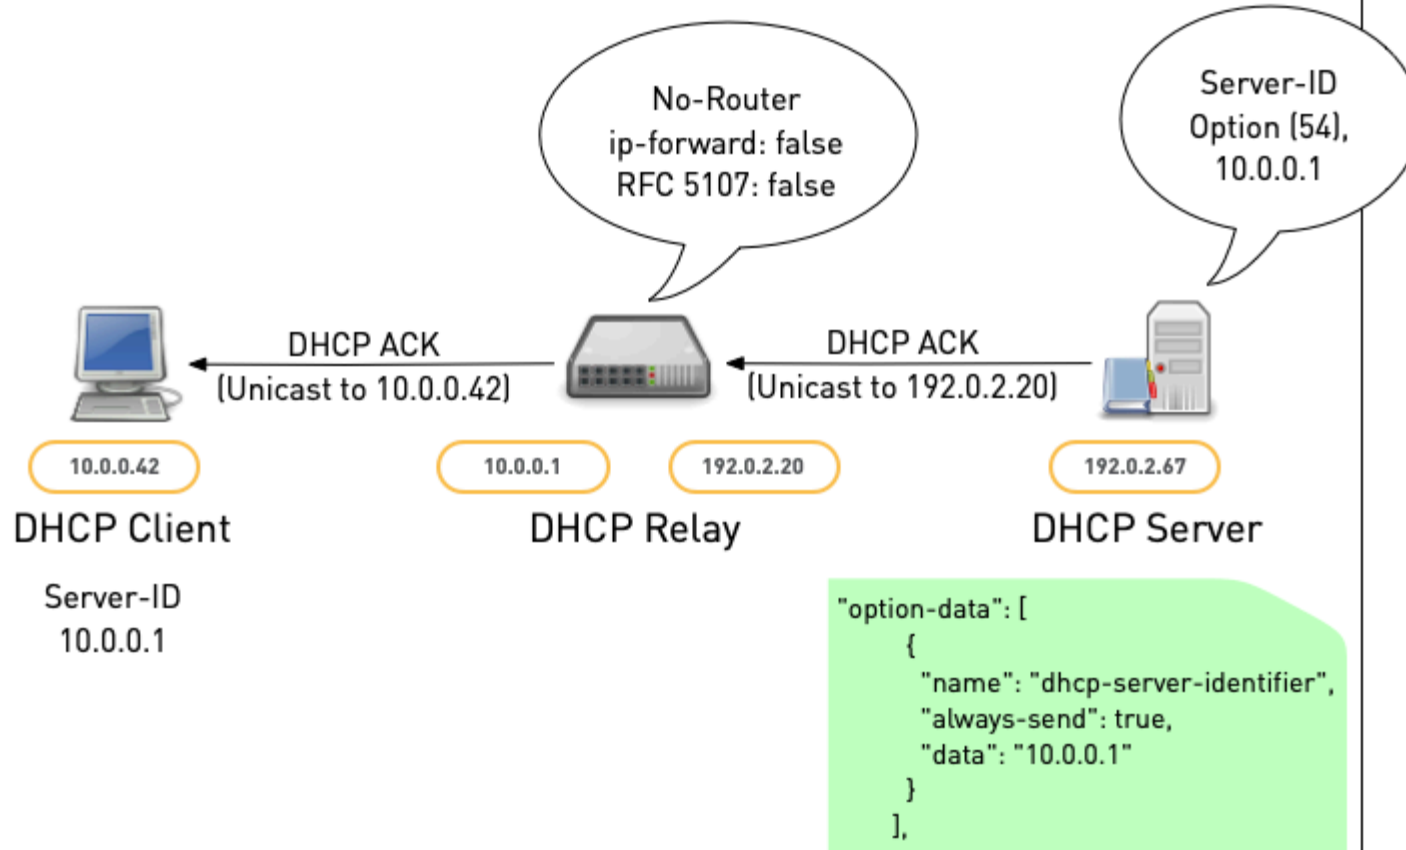 No-Router
ip-forward: false
RFC 5107: false
Server-ID
Option (54),
10.0.0.1
DHCP ACK
(Unicast to 10.0.0.42)
DHCP ACK
(Unicast to 192.0.2.20)
10.0.0.42
10.0.0.1
192.0.2.20
192.0.2.67
DHCP Client
DHCP Relay
DHCP Server
Server-ID
10.0.0.1
"option-data": [
{
"name": "dhcp-server-identifier",
"always-send": true,
"data": "10.0.0.1"
}
],